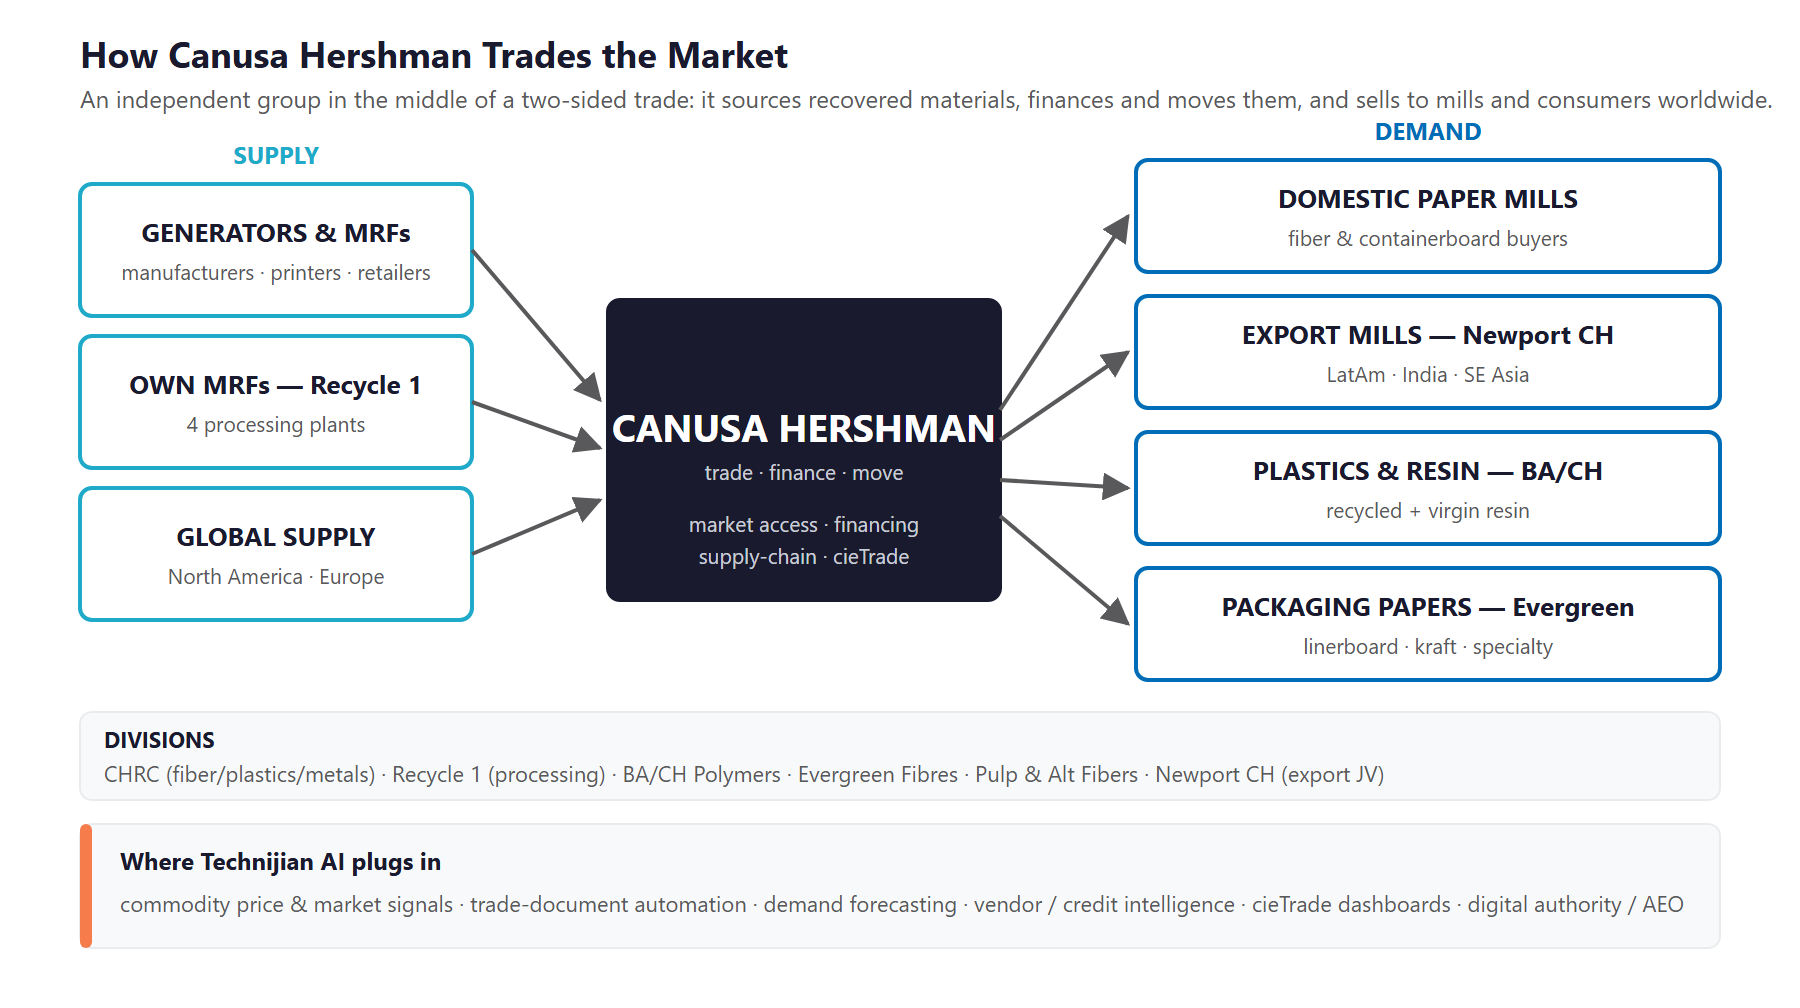 How Canusa Hershman Trades the Market
An independent group in the middle of a two-sided trade: it sources recovered materials, finances and moves them, and sells to mills and consumers worldwide.
SUPPLY
GENERATORS & MRFs
manufacturers · printers · retailers
OWN MRFs — Recycle 1
4 processing plants
GLOBAL SUPPLY
North America · Europe
CANUSA HERSHMAN
trade · finance · move
market access · financing
supply-chain · cieTrade
DEMAND
DOMESTIC PAPER MILLS
fiber & containerboard buyers
EXPORT MILLS — Newport CH
LatAm · India · SE Asia
PLASTICS & RESIN — BA/CH
recycled + virgin resin
PACKAGING PAPERS — Evergreen
linerboard · kraft · specialty
DIVISIONS
CHRC (fiber/plastics/metals) · Recycle 1 (processing) · BA/CH Polymers · Evergreen Fibres · Pulp & Alt Fibers · Newport CH (export JV)
Where Technijian AI plugs in
commodity price & market signals · trade-document automation · demand forecasting · vendor / credit intelligence · cieTrade dashboards · digital authority / AEO